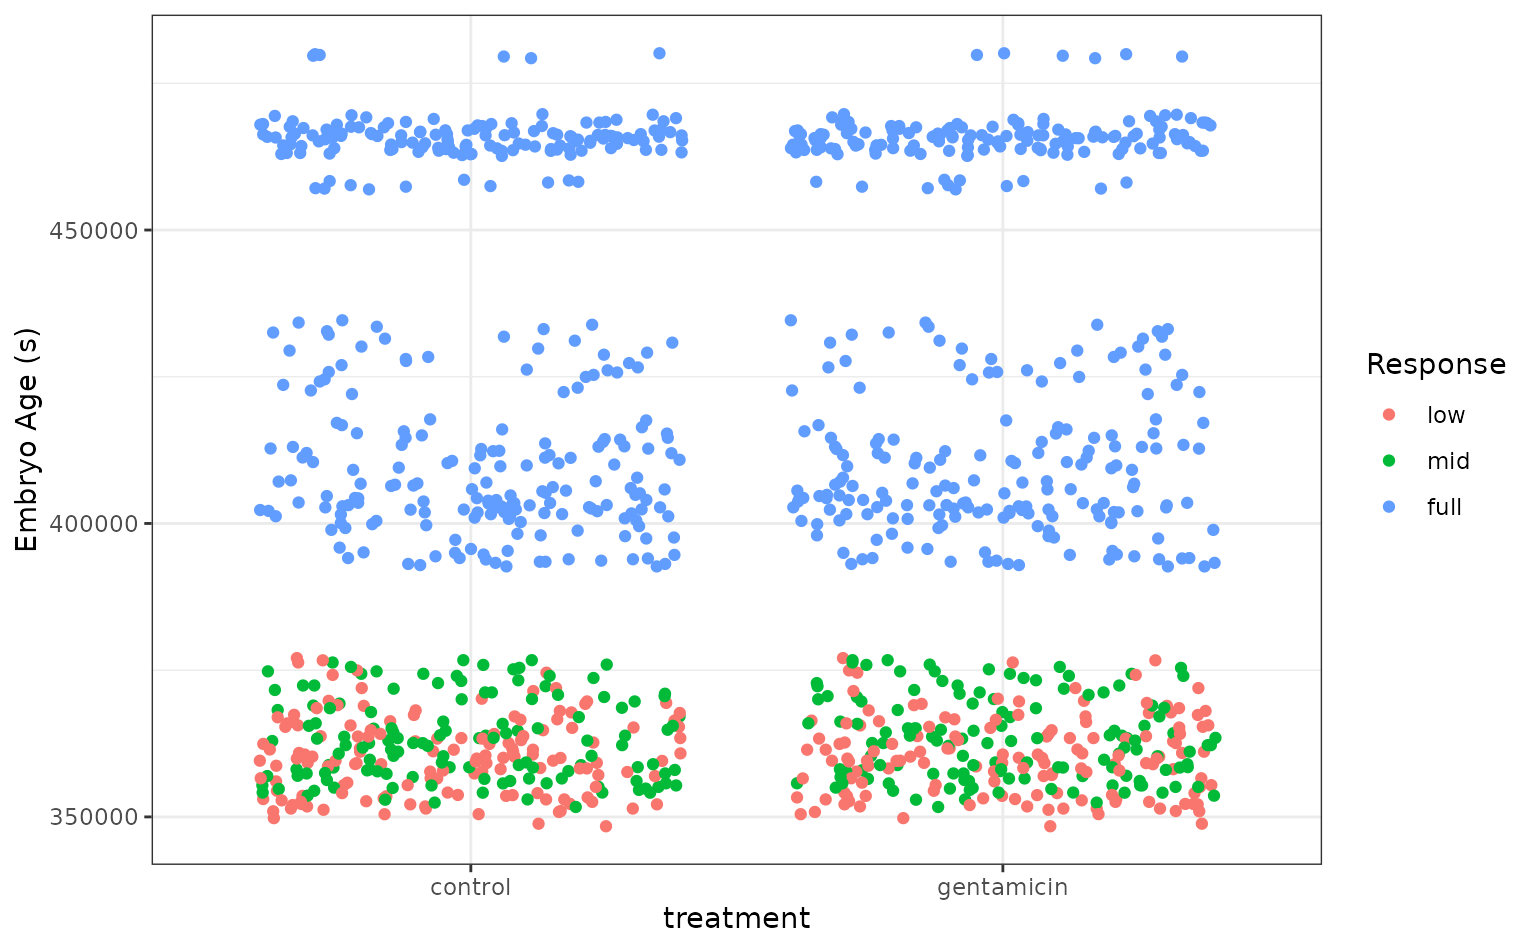 Embryo Age (s)
450000
400000
350000
control
gentamicin
treatment
Response
low
mid
full